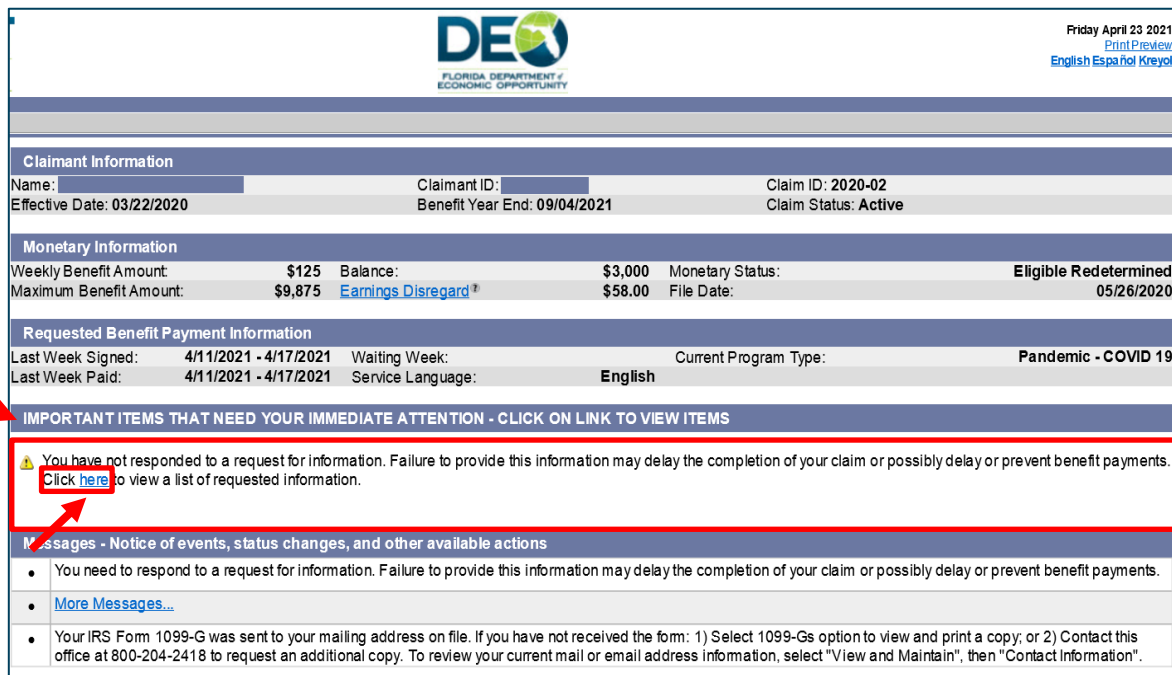 DEO
FLORIDA DEPARTMENT of
ECONOMIC OPPORTUNITY
Friday April 23 2021
Print Preview
English Español Kreyol
Claimant Information
Name: Claimant ID: Claim ID: 2020-02
Effective Date: 03/22/2020 Benefit Year End: 09/04/2021 Claim Status: Active
Monetary Information
Weekly Benefit Amount: $125 Balance: $3,000 Monetary Status: Eligible Redetermined
Maximum Benefit Amount: $9,875 Earnings Disregard ? $58.00 File Date: 05/26/2020
Requested Benefit Payment Information
Last Week Signed: 4/11/2021 - 4/17/2021 Waiting Week: Current Program Type: Pandemic - COVID 19
Last Week Paid: 4/11/2021 - 4/17/2021 Service Language: English
IMPORTANT ITEMS THAT NEED YOUR IMMEDIATE ATTENTION - CLICK ON LINK TO VIEW ITEMS
You have not responded to a request for information. Failure to provide this information may delay the completion of your claim or possibly delay or prevent benefit payments.
Click here to view a list of requested information.
Messages - Notice of events, status changes, and other available actions
• You need to respond to a request for information. Failure to provide this information may delay the completion of your claim or possibly delay or prevent benefit payments.
• More Messages...
• Your IRS Form 1099-G was sent to your mailing address on file. If you have not received the form: 1) Select 1099-Gs option to view and print a copy; or 2) Contact this
office at 800-204-2418 to request an additional copy. To review your current mail or email address information, select "View and Maintain", then "Contact Information".